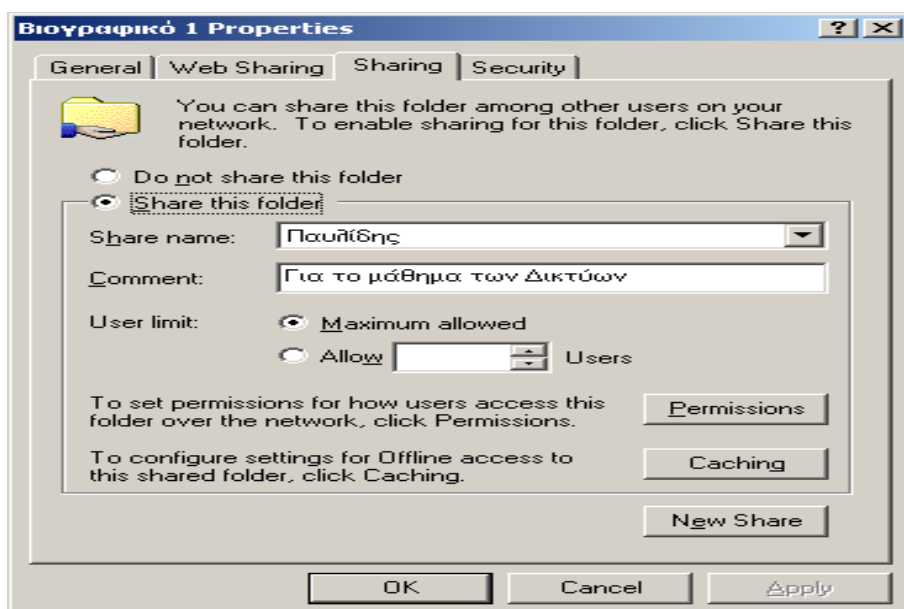 Βιογραφικό 1 Properties
General Web Sharing Sharing Security
You can share this folder among other users on your
network. To enable sharing for this folder, click Share this
folder.
Do not share this folder
Share this folder
Share name: Παυλίδης
Comment: Για το μάθημα των Δικτύων
User limit: Maximum allowed
Allow Users
To set permissions for how users access this
folder over the network, click Permissions.
Permissions
To configure settings for Offline access to
this shared folder, click Caching.
Caching
New Share
OK Cancel Apply